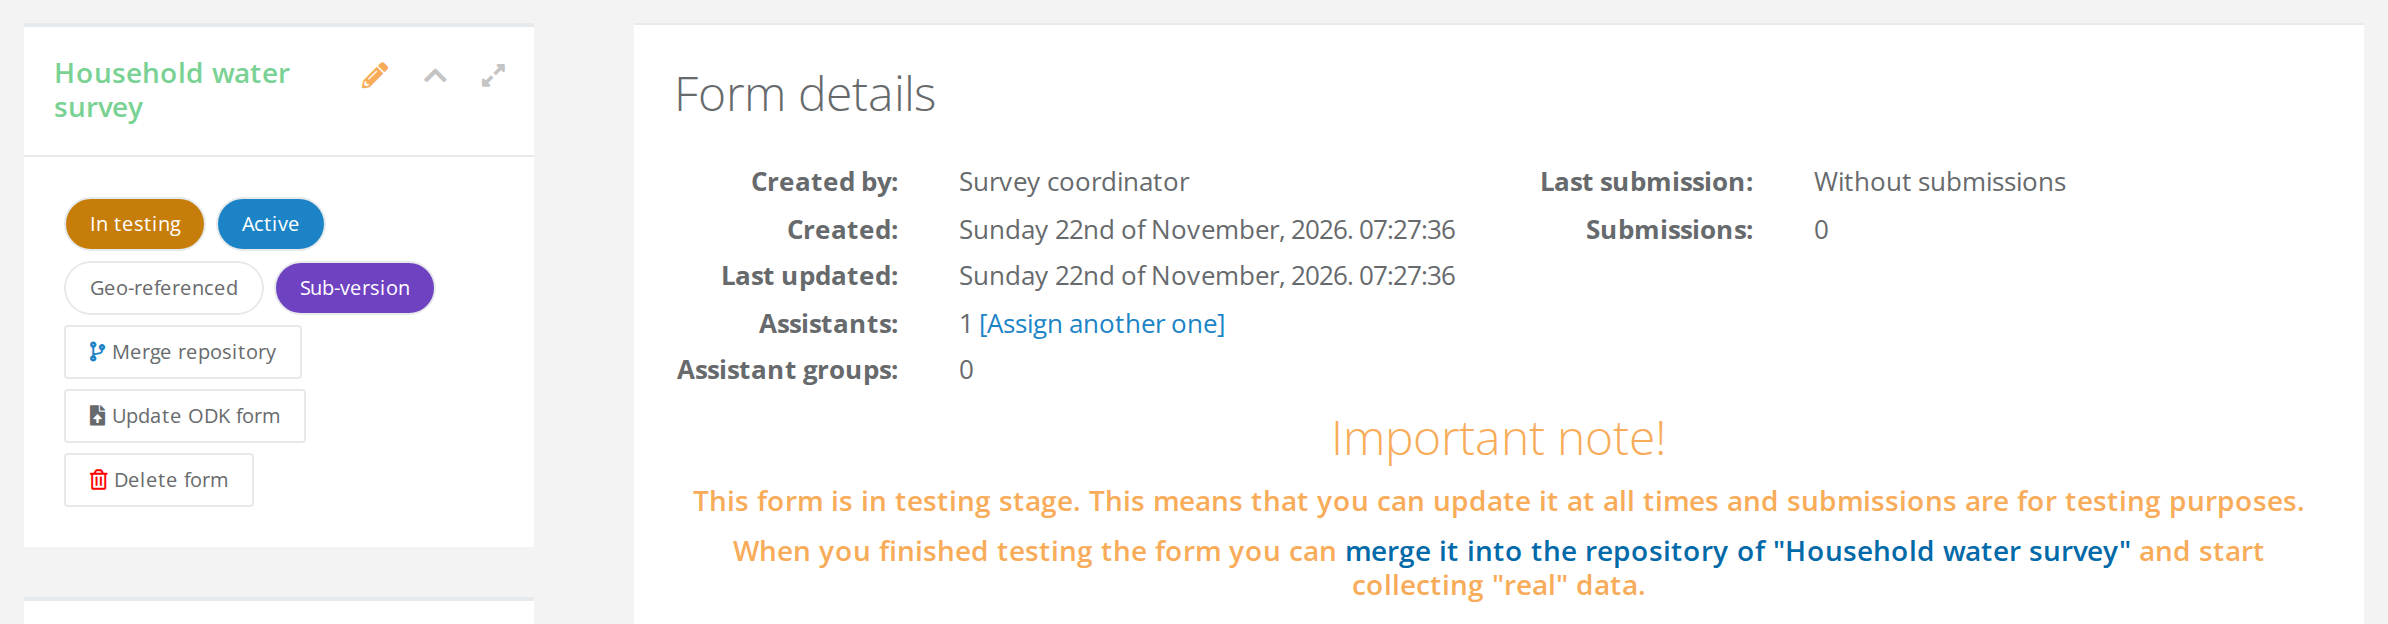 Household water
survey
In testing
Active
Geo-referenced
Sub-version
Merge repository
Update ODK form
Delete form
Form details
Created by: Survey coordinator
Created: Sunday 22nd of November, 2026. 07:27:36
Last updated: Sunday 22nd of November, 2026. 07:27:36
Assistants: 1 [Assign another one]
Assistant groups: 0
Last submission: Without submissions
Submissions: 0
Important note!
This form is in testing stage. This means that you can update it at all times and submissions are for testing purposes.
When you finished testing the form you can merge it into the repository of "Household water survey" and start
collecting "real" data.